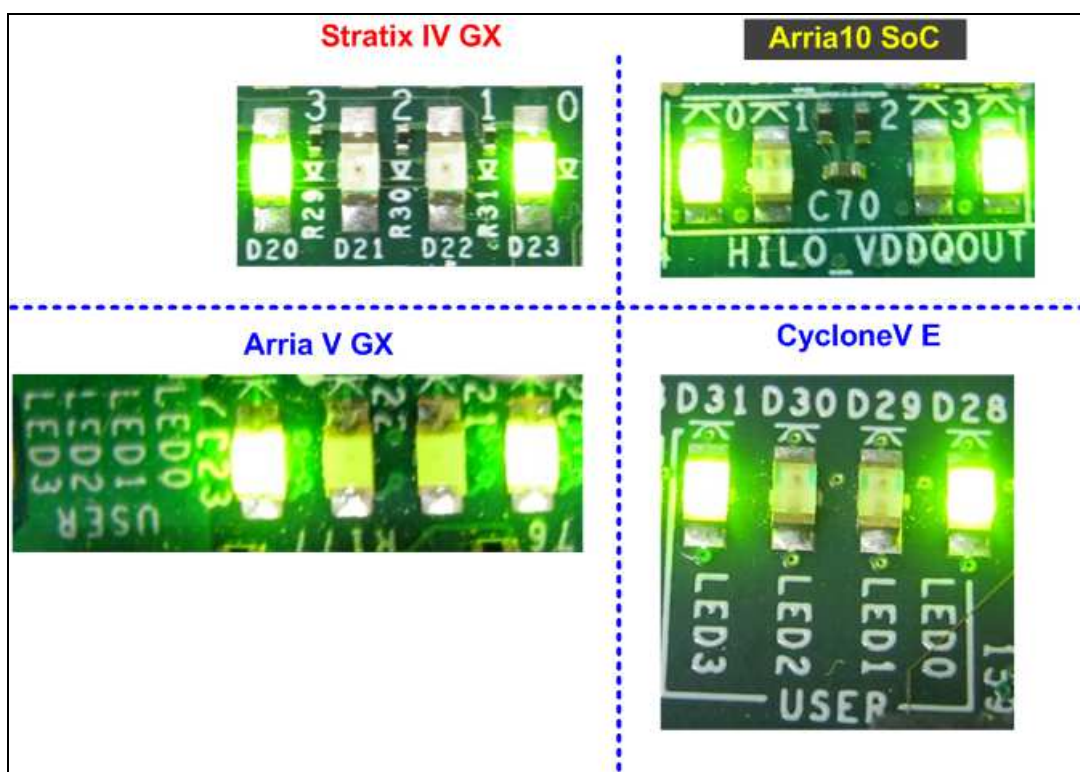 Stratix IV GX
3 2 1 0
R29 R30 R31
D20 D21 D22 D23
Arria10 SoC
0 1 2 3
C70
HILO_VDDQOUT
Arria V GX
LED3
LED2
LED1
LED0
USER
CycloneV E
D31 D30 D29 D28
LED3 LED2 LED1 LED0
USER